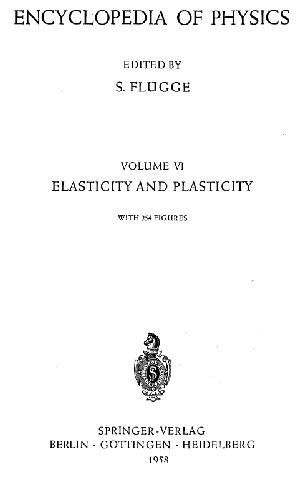 ENCYCLOPEDIA OF PHYSICS
EDITED BY
S. FLÜGGE
VOLUME VI
ELASTICITY AND PLASTICITY
WITH 254 FIGURES
SPRINGER-VERLAG
BERLIN · GÖTTINGEN · HEIDELBERG
1958